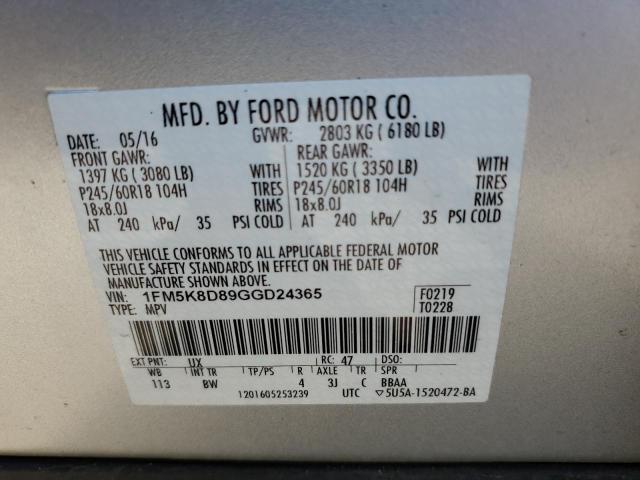 MFD. BY FORD MOTOR CO.
DATE: 05/16 GVWR: 2803 KG ( 6180 LB)
FRONT GAWR: REAR GAWR:
1397 KG ( 3080 LB) WITH 1520 KG ( 3350 LB) WITH
P245/60R18 104H TIRES P245/60R18 104H TIRES
18x8.0J RIMS 18x8.0J RIMS
AT 240 kPa/ 35 PSI COLD AT 240 kPa/ 35 PSI COLD
THIS VEHICLE CONFORMS TO ALL APPLICABLE FEDERAL MOTOR
VEHICLE SAFETY STANDARDS IN EFFECT ON THE DATE OF
MANUFACTURE SHOWN ABOVE.
VIN: 1FM5K8D89GGD24365 F0219
TYPE: MPV T0228
EXT PNT: UX RC: 47 DSO:
WB INT TR TP/PS R AXLE TR SPR
113 BW 4 3J C BBAA
1201605253239 UTC ▽5U5A-1520472-BA